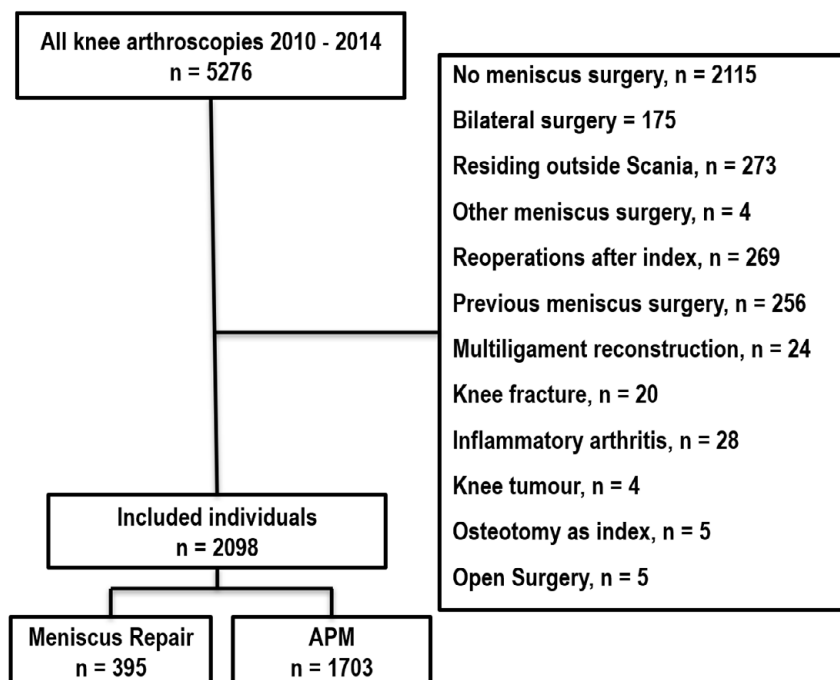 All knee arthroscopies 2010 - 2014
n = 5276
No meniscus surgery, n = 2115
Bilateral surgery = 175
Residing outside Scania, n = 273
Other meniscus surgery, n = 4
Reoperations after index, n = 269
Previous meniscus surgery, n = 256
Multiligament reconstruction, n = 24
Knee fracture, n = 20
Inflammatory arthritis, n = 28
Knee tumour, n = 4
Osteotomy as index, n = 5
Open Surgery, n = 5
Included individuals
n = 2098
Meniscus Repair
n = 395
APM
n = 1703